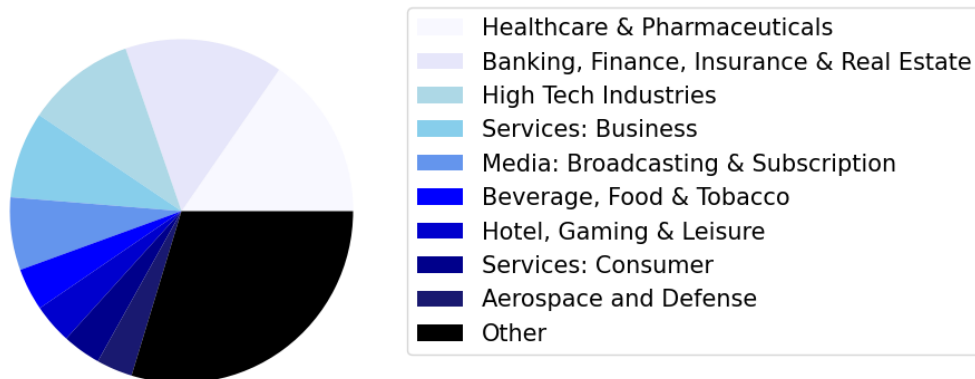 Healthcare & Pharmaceuticals
Banking, Finance, Insurance & Real Estate
High Tech Industries
Services: Business
Media: Broadcasting & Subscription
Beverage, Food & Tobacco
Hotel, Gaming & Leisure
Services: Consumer
Aerospace and Defense
Other